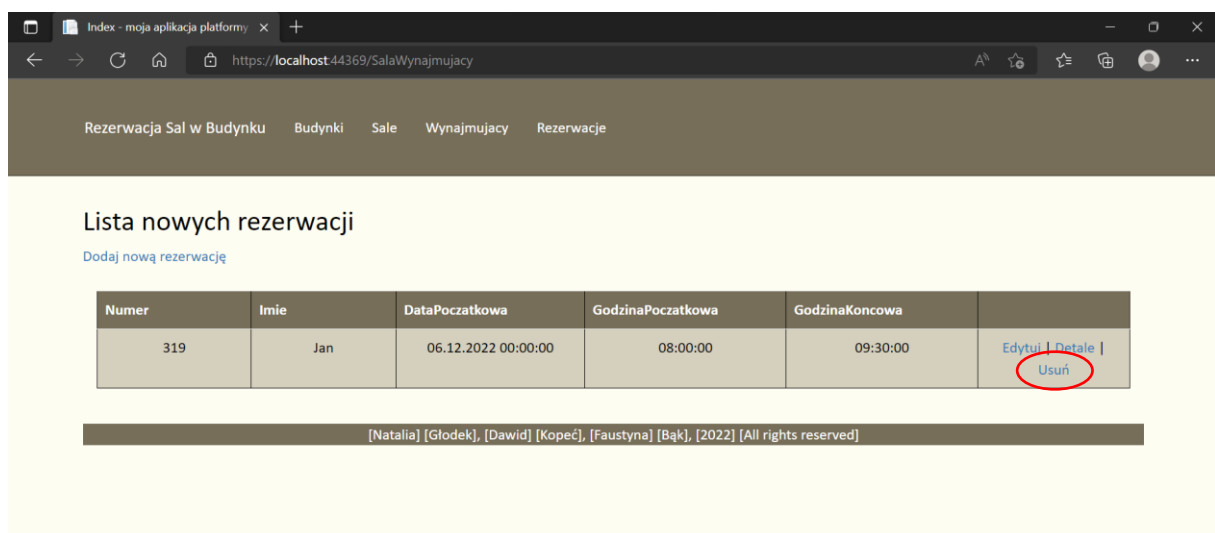 Index - moja aplikacja platformy
https://localhost:44369/SalaWynajmujacy
Rezerwacja Sal w Budynku Budynki Sale Wynajmujacy Rezerwacje
Lista nowych rezerwacji
Dodaj nową rezerwację
Numer Imie DataPoczatkowa GodzinaPoczatkowa GodzinaKoncowa
319 Jan 06.12.2022 00:00:00 08:00:00 09:30:00 Edytuj | Detale |
Usuń
[Natalia] [Głodek], [Dawid] [Kopeć], [Faustyna] [Bąk], [2022] [All rights reserved]